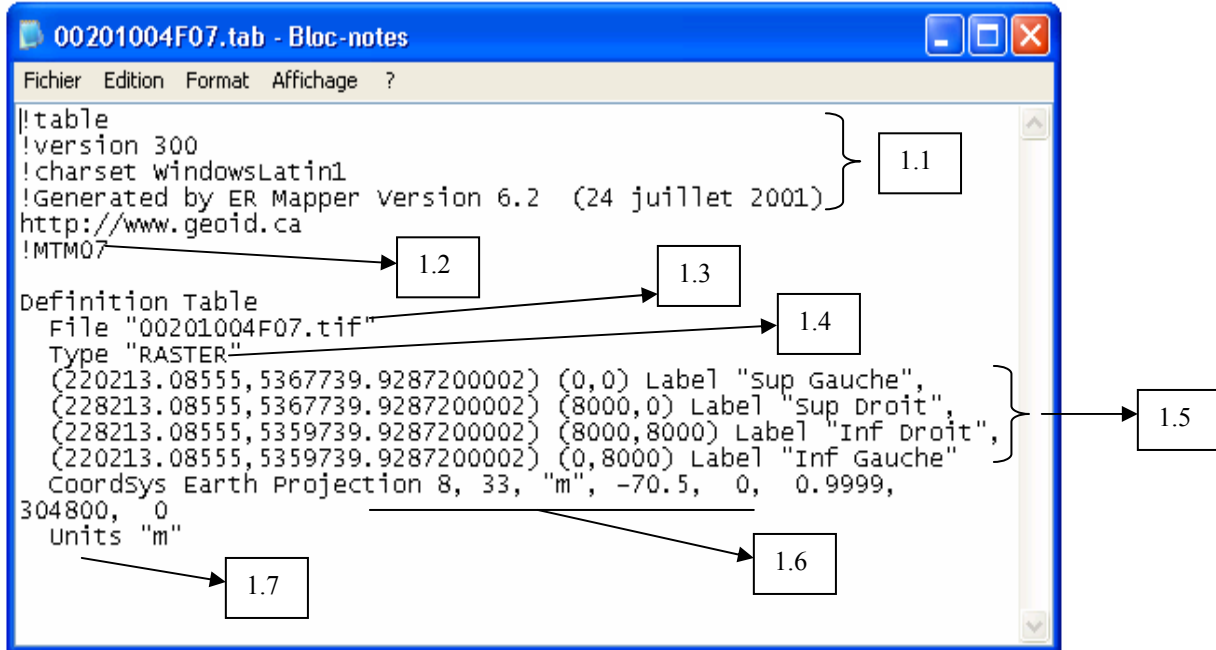 00201004F07.tab - Bloc-notes
Fichier Edition Format Affichage ?
!table
!version 300
!charset WindowsLatin1
!Generated by ER Mapper Version 6.2 (24 juillet 2001)
1.1
http://www.geoid.ca
!MTM07
1.2
1.3
Definition Table
File "00201004F07.tif"
1.4
Type "RASTER"
(220213.08555,5367739.9287200002) (0,0) Label "Sup Gauche",
(228213.08555,5367739.9287200002) (8000,0) Label "Sup Droit",
(228213.08555,5359739.9287200002) (8000,8000) Label "Inf Droit",
(220213.08555,5359739.9287200002) (0,8000) Label "Inf Gauche"
1.5
CoordSys Earth Projection 8, 33, "m", -70.5, 0, 0.9999,
304800, 0
Units "m"
1.6
1.7